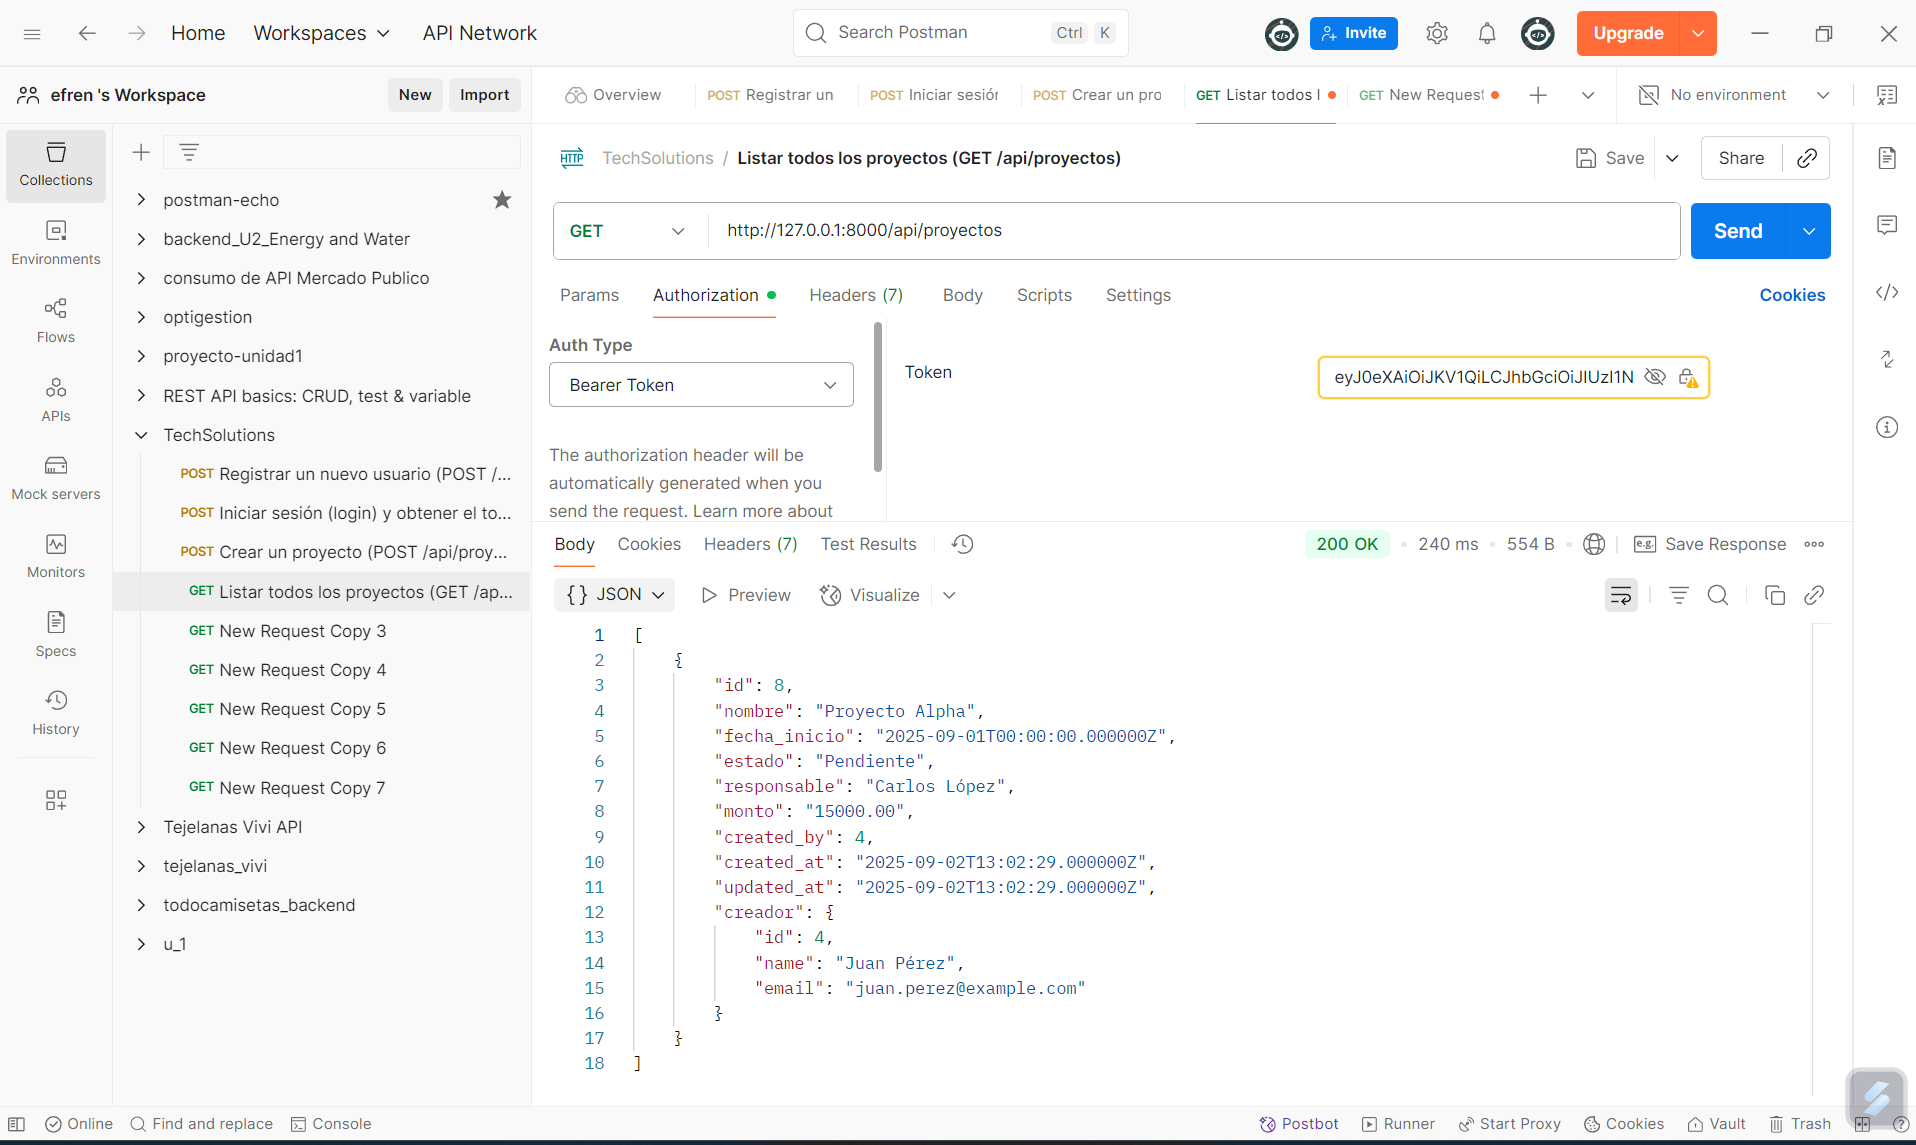 Home
Workspaces
API Network
Search Postman
Ctrl
K
Invite
Upgrade
efren 's Workspace
New
Import
Overview
POST Registrar un
POST Iniciar sesión
POST Crear un pro
GET Listar todos l
GET New Request
No environment
Collections
Environments
Flows
APIs
Mock servers
Monitors
Specs
History
postman-echo
backend_U2_Energy and Water
consumo de API Mercado Publico
optigestion
proyecto-unidad1
REST API basics: CRUD, test & variable
TechSolutions
POST Registrar un nuevo usuario (POST /...
POST Iniciar sesión (login) y obtener el to...
POST Crear un proyecto (POST /api/proy...
GET Listar todos los proyectos (GET /ap...
GET New Request Copy 3
GET New Request Copy 4
GET New Request Copy 5
GET New Request Copy 6
GET New Request Copy 7
Tejelanas Vivi API
tejelanas_vivi
todocamisetas_backend
u_1
HTTP
TechSolutions / Listar todos los proyectos (GET /api/proyectos)
Save
Share
GET
http://127.0.0.1:8000/api/proyectos
Send
Params
Authorization
Headers (7)
Body
Scripts
Settings
Cookies
Auth Type
Bearer Token
The authorization header will be
automatically generated when you
send the request. Learn more about
Token
eyJ0eXAiOiJKV1QiLCJhbGciOiJIUzI1N
Body
Cookies
Headers (7)
Test Results
200 OK
240 ms
554 B
e.g.
Save Response
{} JSON
Preview
Visualize
1 [
2 {
3 "id": 8,
4 "nombre": "Proyecto Alpha",
5 "fecha_inicio": "2025-09-01T00:00:00.000000Z",
6 "estado": "Pendiente",
7 "responsable": "Carlos López",
8 "monto": "15000.00",
9 "created_by": 4,
10 "created_at": "2025-09-02T13:02:29.000000Z",
11 "updated_at": "2025-09-02T13:02:29.000000Z",
12 "creador": {
13 "id": 4,
14 "name": "Juan Pérez",
15 "email": "juan.perez@example.com"
16 }
17 }
18 ]
Online
Find and replace
Console
Postbot
Runner
Start Proxy
Cookies
Vault
Trash